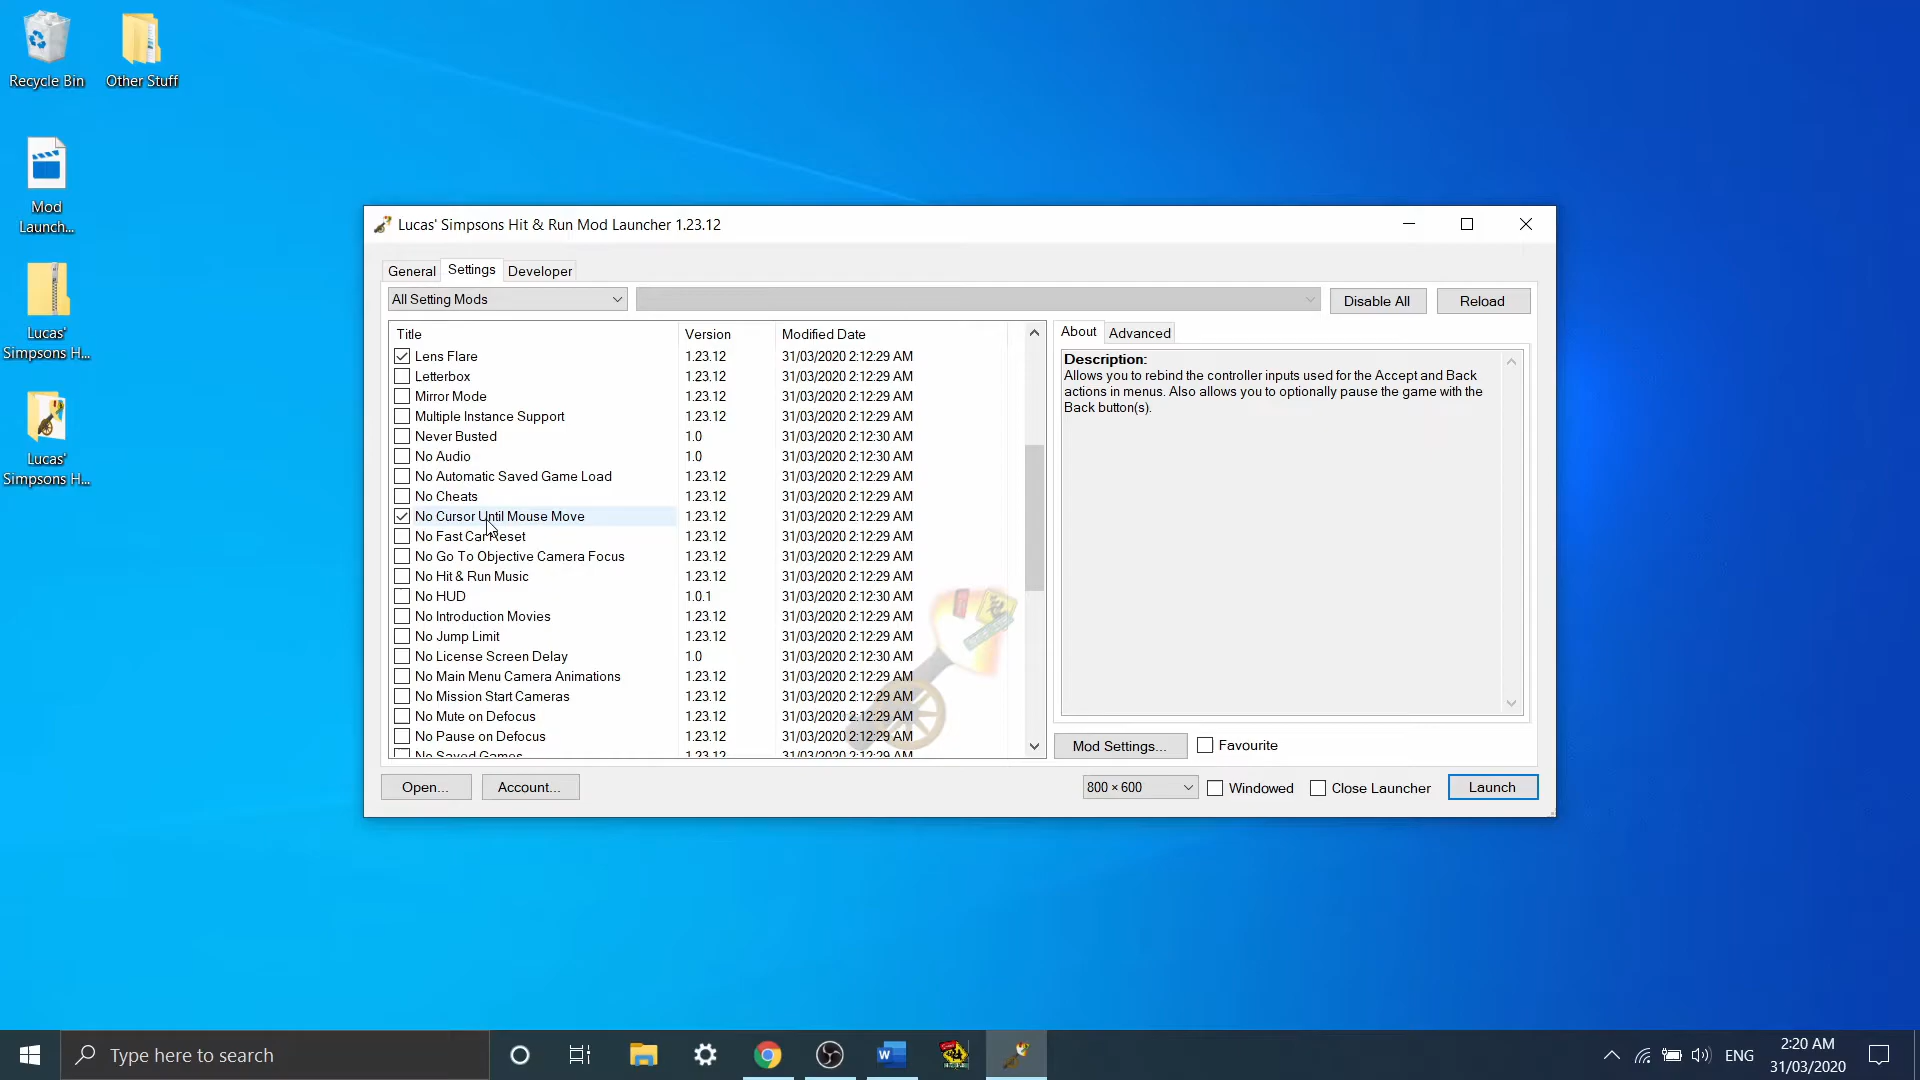 Recycle Bin
Other Stuff
Mod
Launch...
Lucas'
Simpsons H...
Lucas'
Simpsons H...
Lucas' Simpsons Hit & Run Mod Launcher 1.23.12
General
Settings
Developer
All Setting Mods
Disable All
Reload
Title
Version
Modified Date
Lens Flare 1.23.12 31/03/2020 2:12:29 AM
Letterbox 1.23.12 31/03/2020 2:12:29 AM
Mirror Mode 1.23.12 31/03/2020 2:12:29 AM
Multiple Instance Support 1.23.12 31/03/2020 2:12:29 AM
Never Busted 1.0 31/03/2020 2:12:30 AM
No Audio 1.0 31/03/2020 2:12:30 AM
No Automatic Saved Game Load 1.23.12 31/03/2020 2:12:29 AM
No Cheats 1.23.12 31/03/2020 2:12:29 AM
No Cursor Until Mouse Move 1.23.12 31/03/2020 2:12:29 AM
No Fast Car Reset 1.23.12 31/03/2020 2:12:29 AM
No Go To Objective Camera Focus 1.23.12 31/03/2020 2:12:29 AM
No Hit & Run Music 1.23.12 31/03/2020 2:12:29 AM
No HUD 1.0.1 31/03/2020 2:12:30 AM
No Introduction Movies 1.23.12 31/03/2020 2:12:29 AM
No Jump Limit 1.23.12 31/03/2020 2:12:29 AM
No License Screen Delay 1.0 31/03/2020 2:12:30 AM
No Main Menu Camera Animations 1.23.12 31/03/2020 2:12:29 AM
No Mission Start Cameras 1.23.12 31/03/2020 2:12:29 AM
No Mute on Defocus 1.23.12 31/03/2020 2:12:29 AM
No Pause on Defocus 1.23.12 31/03/2020 2:12:29 AM
No Saved Games 1.23.12 31/03/2020 2:12:29 AM
About
Advanced
Description:
Allows you to rebind the controller inputs used for the Accept and Back
actions in menus. Also allows you to optionally pause the game with the
Back button(s).
Mod Settings...
Favourite
Open...
Account...
800 × 600
Windowed
Close Launcher
Launch
Type here to search
W
ENG
2:20 AM
31/03/2020